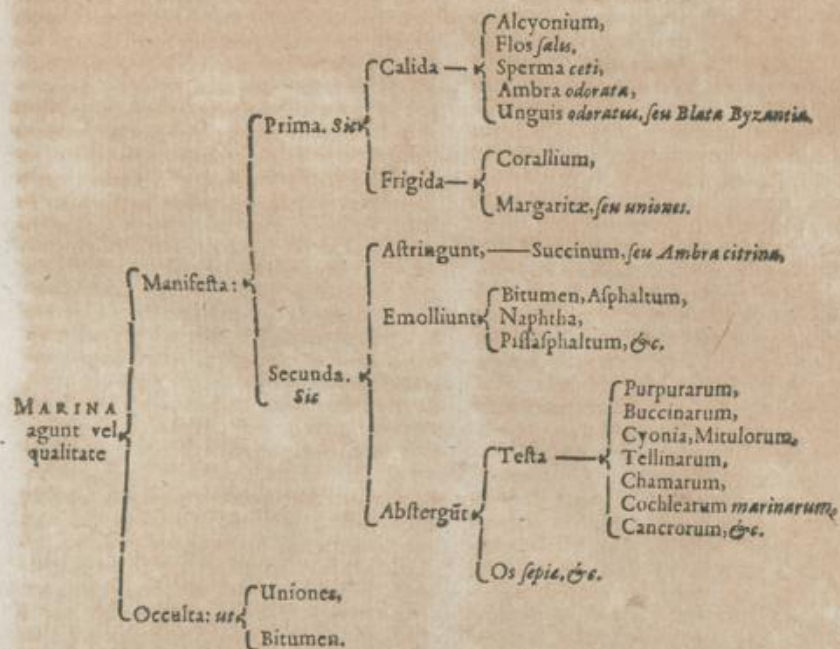 Alcyonium,
Flos ſalis,
Calida
Sperma ceti,
Ambra odorata,
Unguis odoratus, ſeu Blata Byzantia.
Prima. Sic
Corallium,
Frigida
Margaritæ, ſeu uniones.
Aſtringunt, Succinum, ſeu Ambra citrina,
Manifeſta:
Bitumen, Aſphaltum,
Emolliunt
Naphtha,
Piſſaſphaltum, &c.
Secunda.
Sic
Purpurarum,
MARINA
Buccinarum,
agunt vel
Cyonia, Mitulorum,
qualitate
Teſta
Tellinarum,
Chamarum,
Cochlearum marinarum,
Abſtergūt
Cancrorum, &c.
Os ſepiæ, &c.
Uniones,
Occulta: ut
Bitumen.